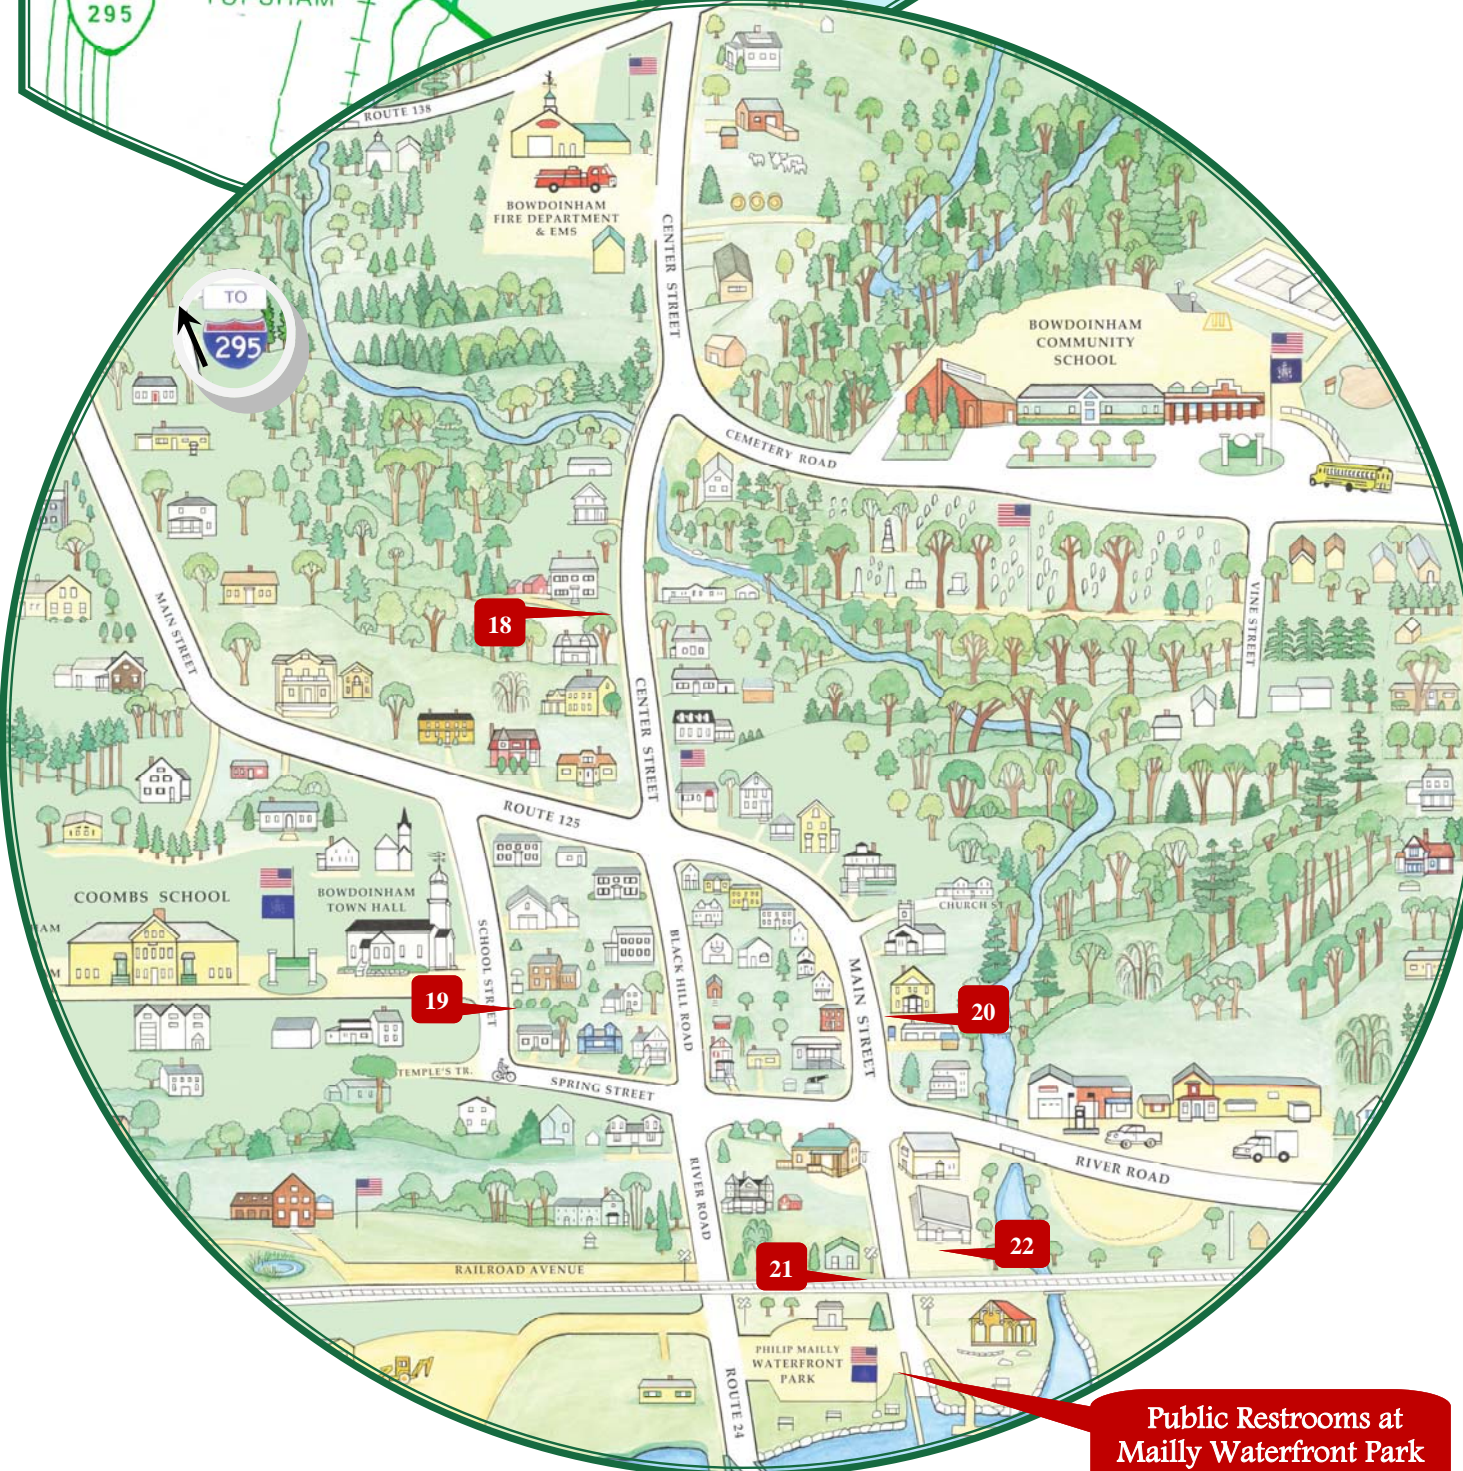 295
ROUTE 138
BOWDOINHAM
FIRE DEPARTMENT
& EMS
CENTER STREET
TO
295
BOWDOINHAM
COMMUNITY
SCHOOL
CEMETERY ROAD
MAIN STREET
VINE STREET
18
CENTER STREET
ROUTE 125
COOMBS SCHOOL
BOWDOINHAM
TOWN HALL
CHURCH ST
SCHOOL STREET
BLACK HILL ROAD
MAIN STREET
19
20
TEMPLE'S TR.
SPRING STREET
RIVER ROAD
RIVER ROAD
22
21
RAILROAD AVENUE
PHILIP MAILLY
WATERFRONT
PARK
ROUTE 24
Public Restrooms at
Mailly Waterfront Park